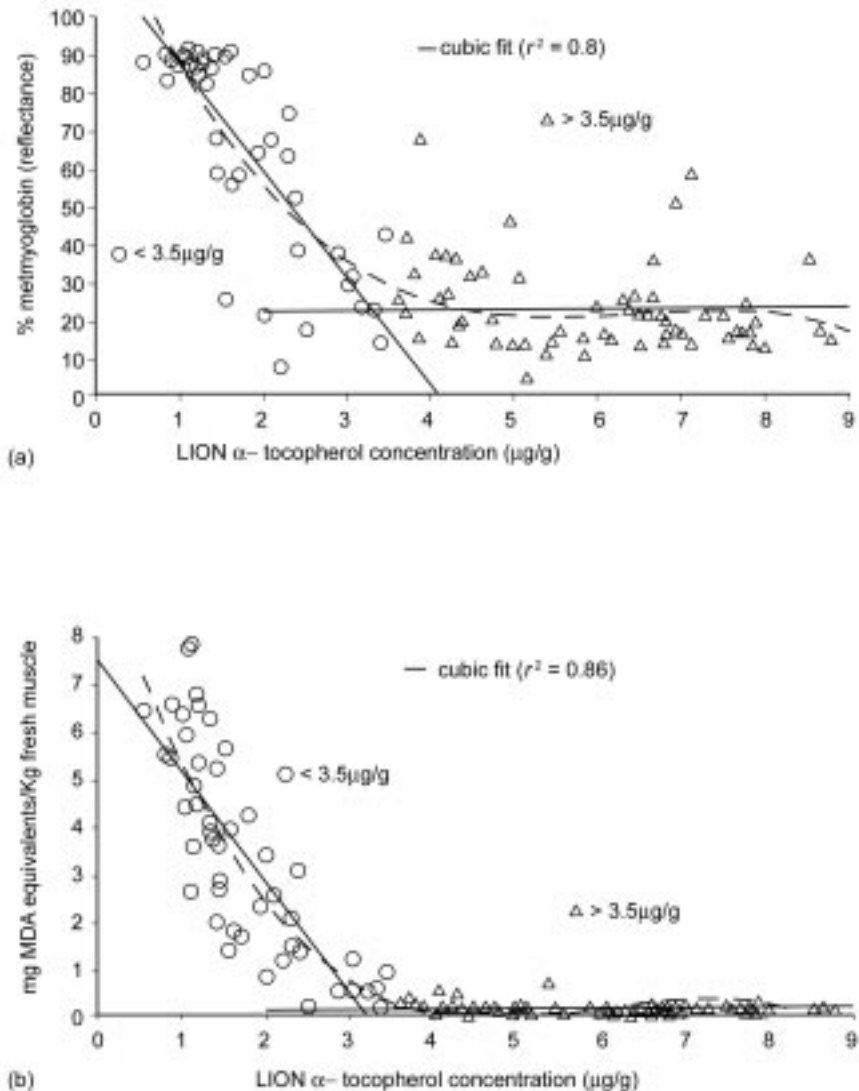 100
90
80
70
60
50
40
30
20
10
0
% metmyoglobin (reflectance)
— cubic fit (r² = 0.8)
△ > 3.5μg/g
○ < 3.5μg/g
0 1 2 3 4 5 6 7 8 9
(a)
LION α– tocopherol concentration (μg/g)
8
7
6
5
4
3
2
1
0
mg MDA equivalents/Kg fresh muscle
— cubic fit (r² = 0.86)
○ < 3.5μg/g
△ > 3.5μg/g
0 1 2 3 4 5 6 7 8 9
(b)
LION α– tocopherol concentration (μg/g)